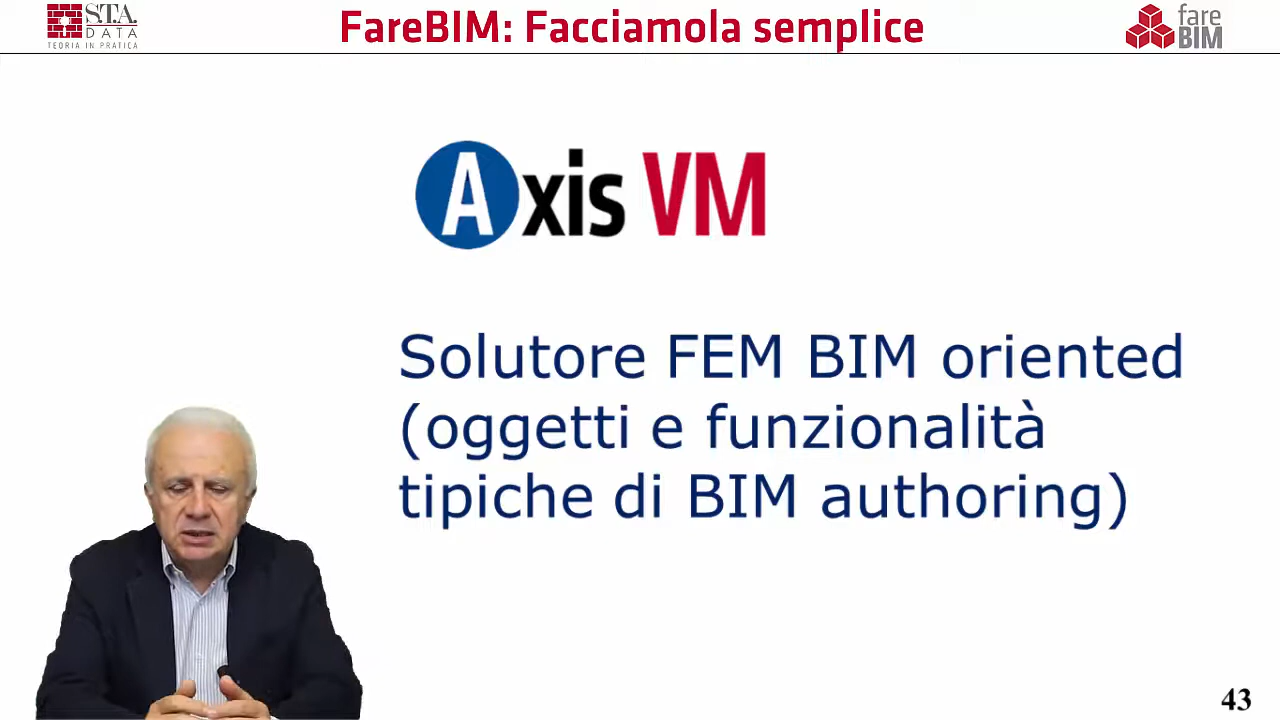 S.T.A.
DATA
TEORIA IN PRATICA
FareBIM: Facciamola semplice
fare
BIM
Axis VM
Solutore FEM BIM oriented
(oggetti e funzionalità
tipiche di BIM authoring)
43